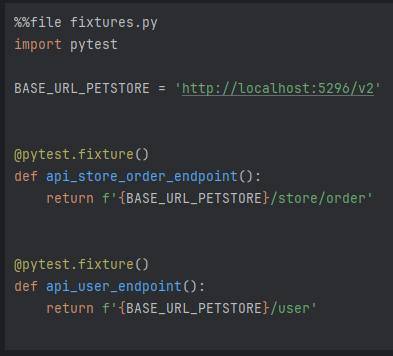 %%file fixtures.py
import pytest

BASE_URL_PETSTORE = 'http://localhost:5296/v2'


@pytest.fixture()
def api_store_order_endpoint():
    return f'{BASE_URL_PETSTORE}/store/order'


@pytest.fixture()
def api_user_endpoint():
    return f'{BASE_URL_PETSTORE}/user'